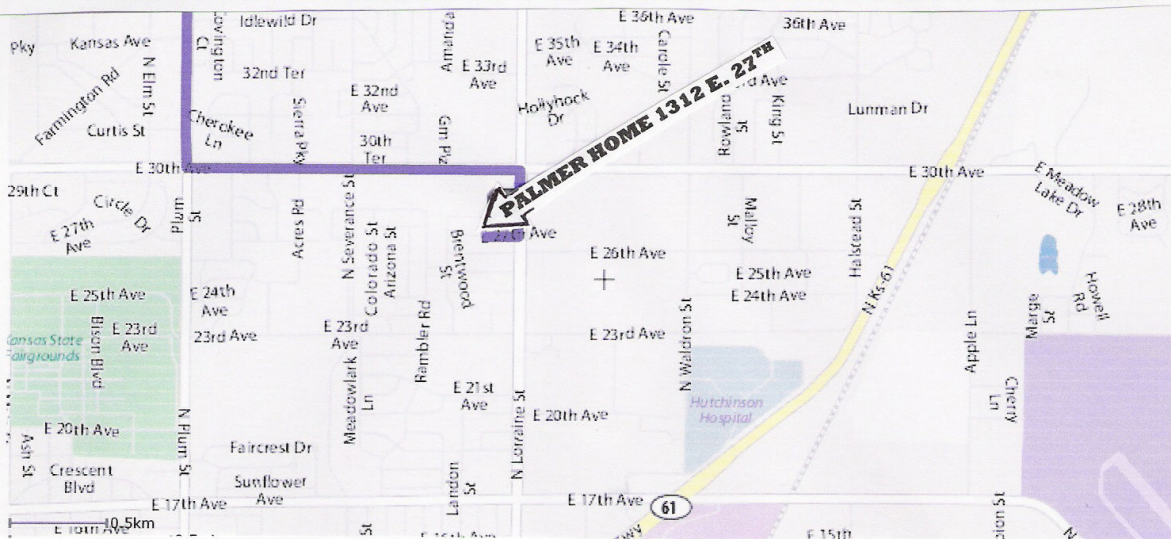 E 36th Ave
36th Ave
Idlewild Dr
Pky
Kansas Ave
Covington
Ct
Amanda
E 35th
Ave
E 34th
Ave
Carole St
N Elm St
Farmington Rd
32nd Ter
E 33rd
Ave
E 32nd
Ave
Hollyhock
Dr
St
King St
Lunman Dr
Curtis St
Cherokee
Ln
Sierra Pky
30th
Ter
PALMER HOME 1312 E. 27TH
E 30th Ave
E 30th Ave
29th Ct
Circle Dr
E 27th
Ave
Plum
St
Acres Rd
N Severance St
Colorado St
Arizona St
Brentwood
St
Ave
Malloy
St
Halstead St
E Meadow
Lake Dr
E 28th
Ave
E 26th Ave
E 25th Ave
E 24th Ave
E 25th Ave
E 24th
Ave
N Ks-61
Howell
Rd
Bison Blvd
E 23rd
Ave
23rd Ave
E 23rd
Ave
Rambler Rd
E 23rd Ave
N Waldron St
Apple Ln
St
Kansas State
Fairgrounds
Meadowlark
Ln
E 21st
Ave
N Lorraine St
E 20th Ave
Hutchinson
Hospital
Cherry
Ln
E 20th Ave
Ash St
N Plum St
Faircrest Dr
Crescent
Blvd
Sunflower
Ave
Landon
St
E 17th Ave
E 17th Ave
61
0.5km
St
E 15th
N